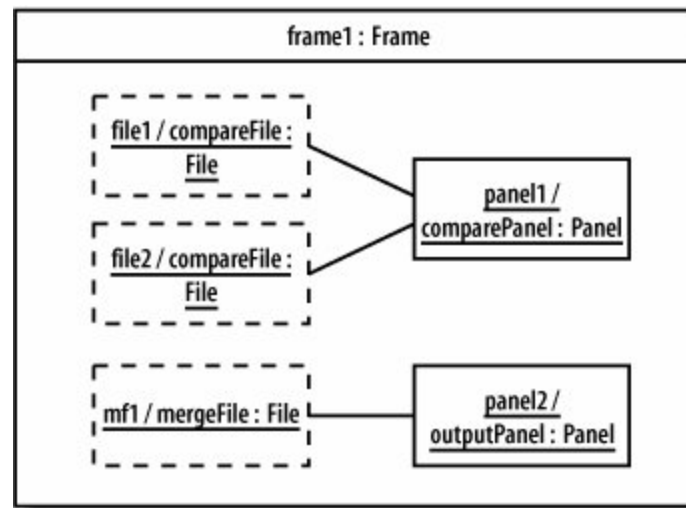 frame1 : Frame
file1 / compareFile :
File
panel1 /
comparePanel : Panel
file2 / compareFile :
File
mf1 / mergeFile : File
panel2 /
outputPanel : Panel